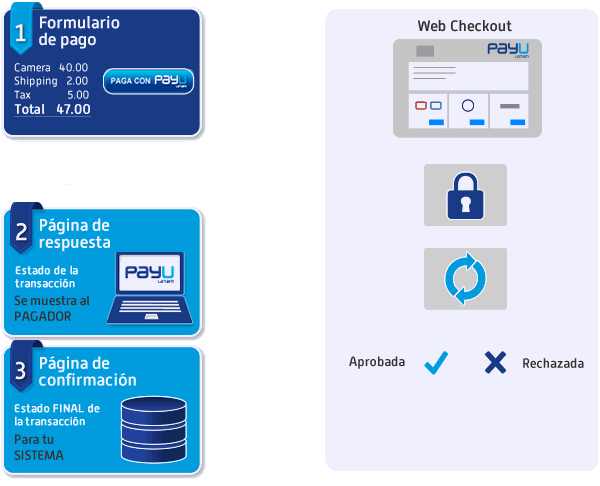 1
Formulario
de pago
Camera 40.00
Shipping 2.00
Tax 5.00
Total 47.00
PAGA CON PayU
Latam
2
Página de
respuesta
Estado de la
transacción
Se muestra al
PAGADOR
PayU
Latam
3
Página de
confirmación
Estado FINAL de
la transacción
Para tu
SISTEMA
Web Checkout
PayU
Latam
Aprobada
Rechazada